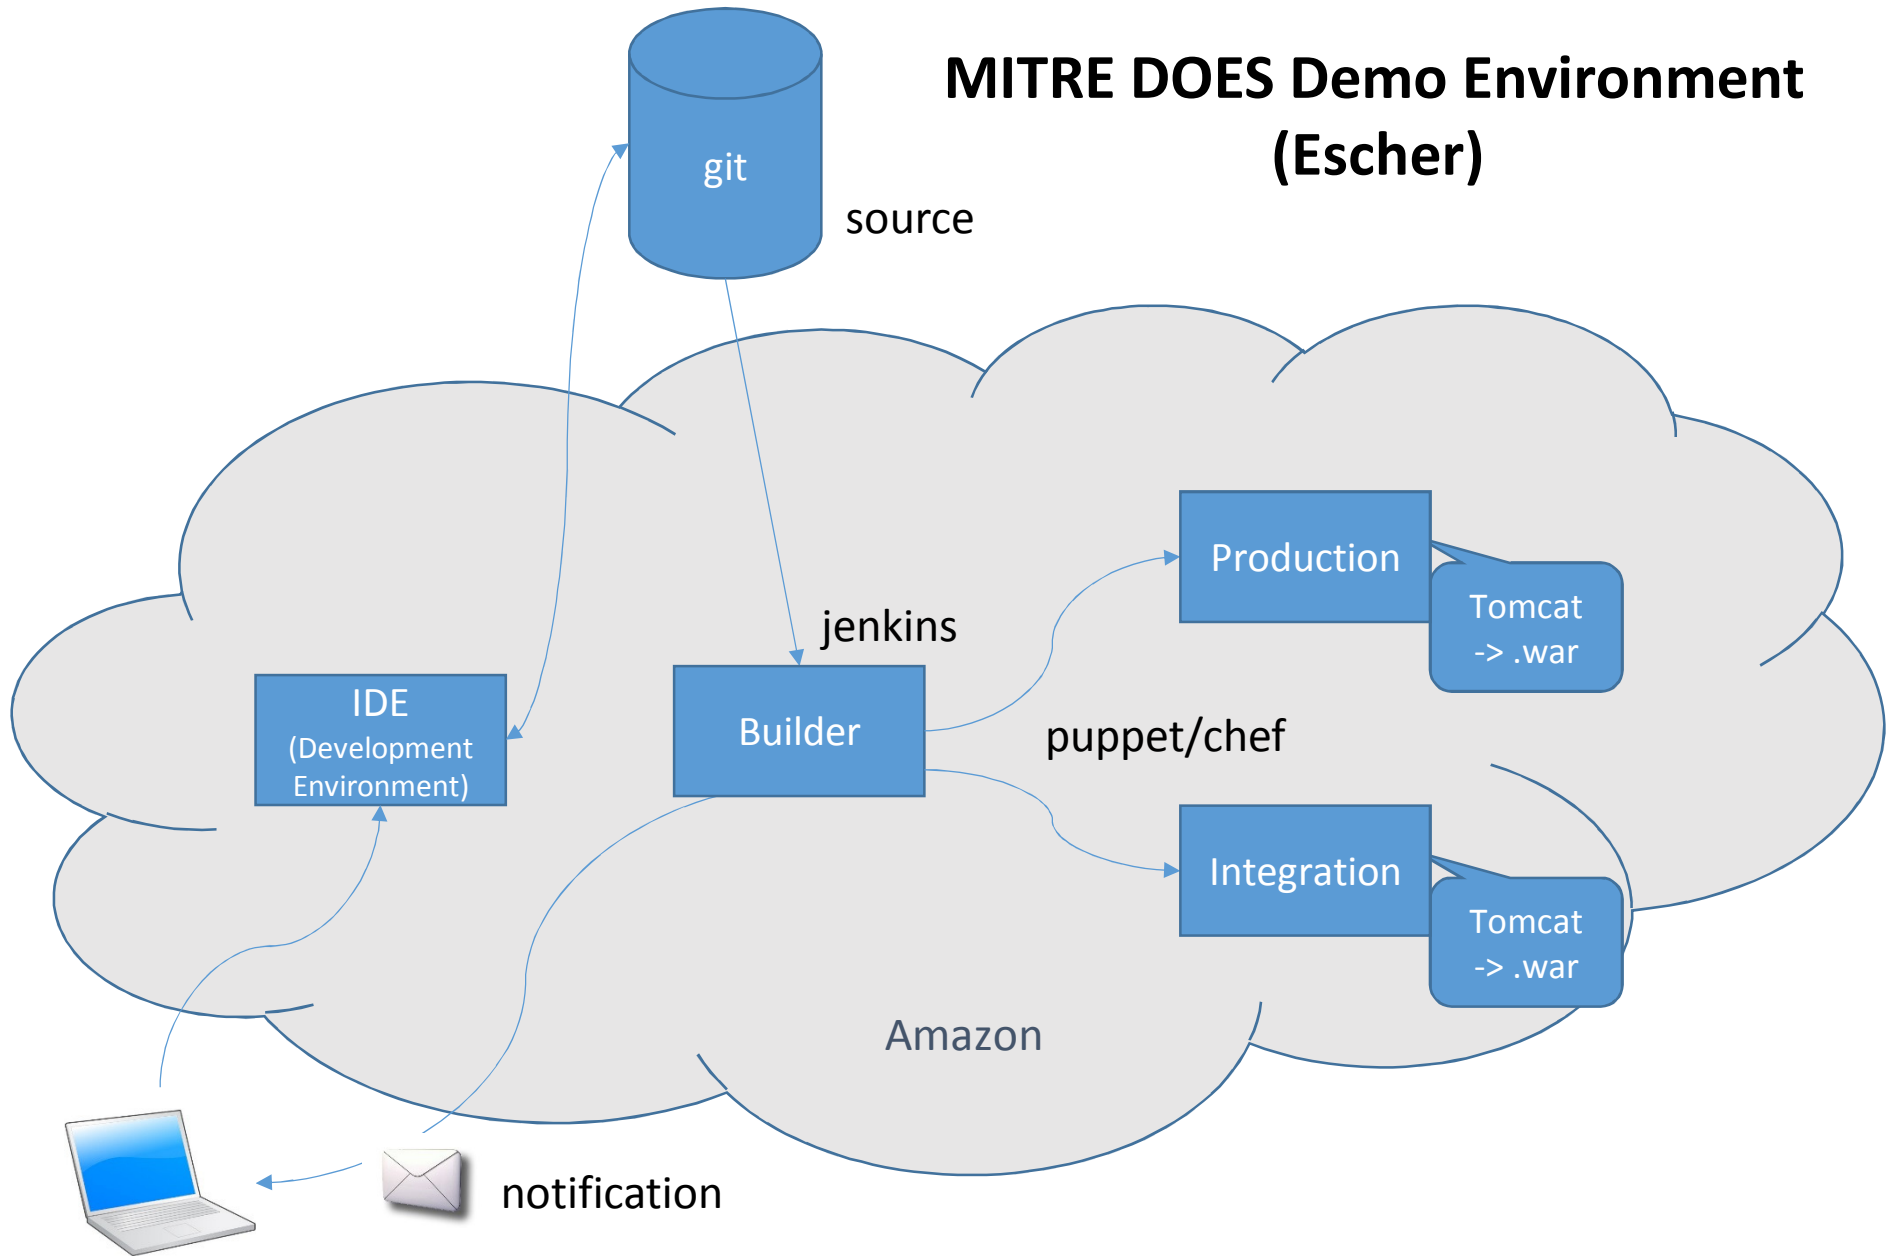 MITRE DOES Demo Environment
(Escher)
git
source
jenkins
Production
Tomcat
-> .war
IDE
(Development
Environment)
Builder
puppet/chef
Integration
Tomcat
-> .war
Amazon
notification